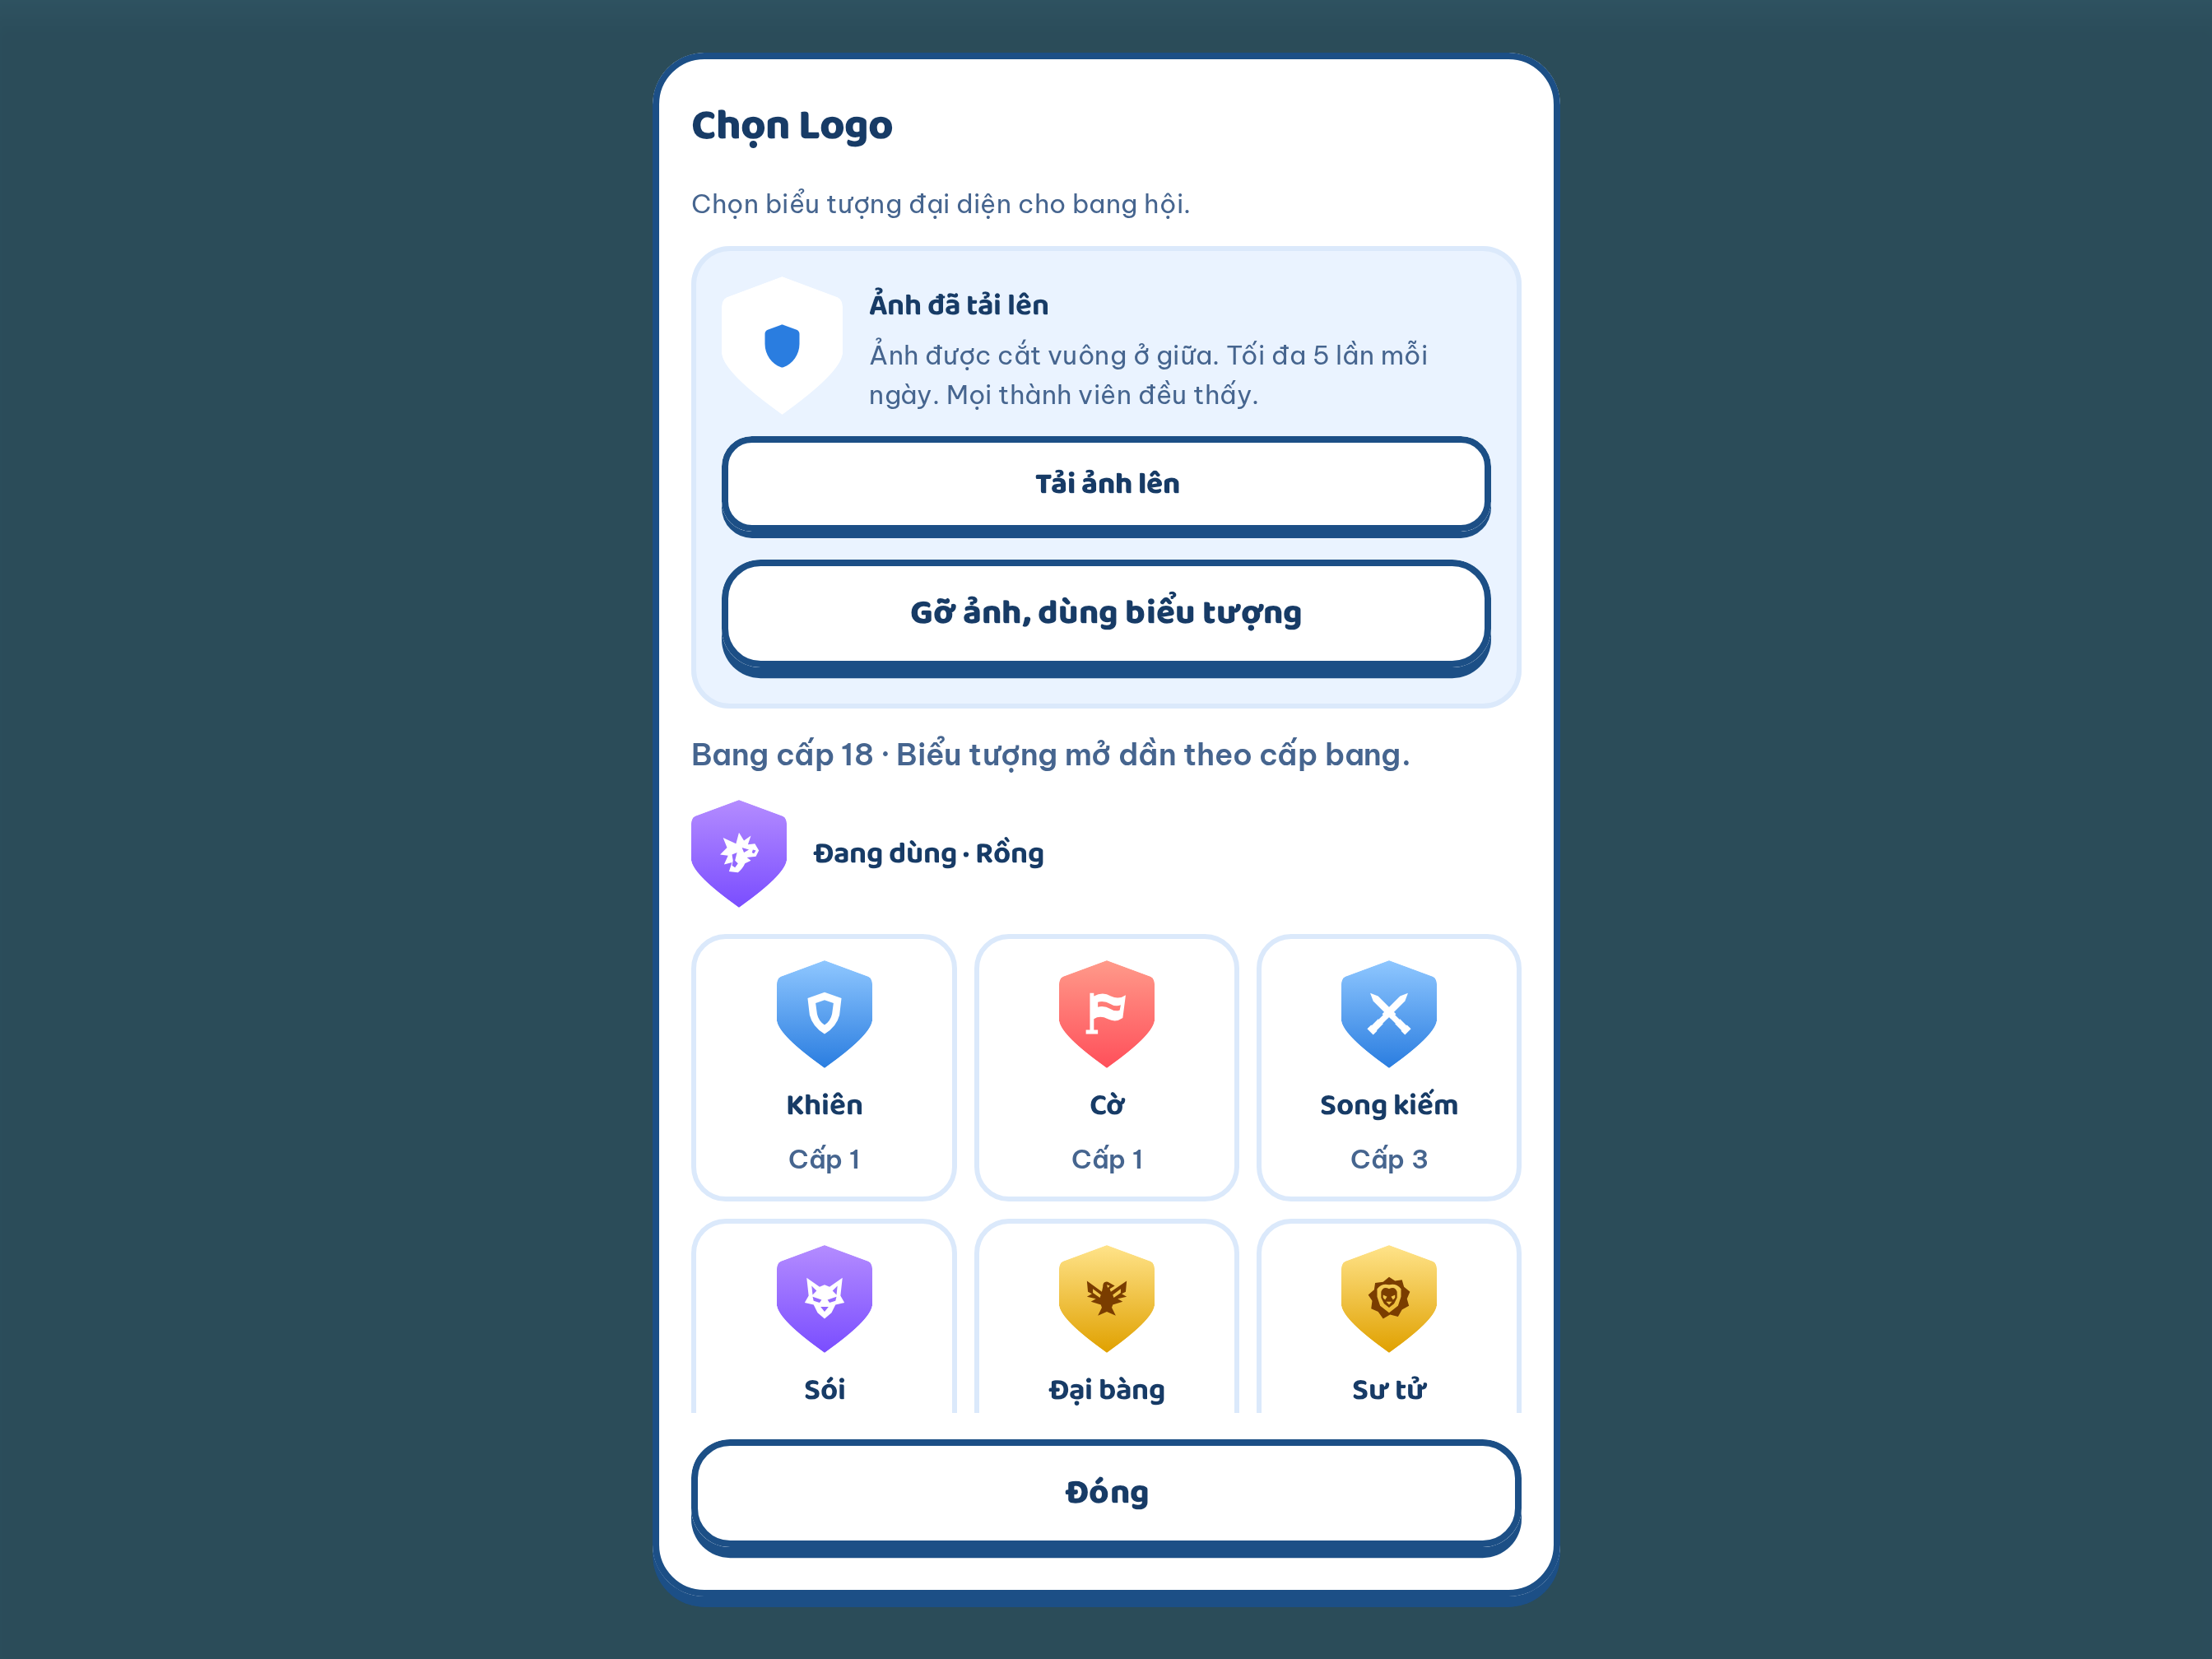 Chọn Logo
Chọn biểu tượng đại diện cho bang hội.
Ảnh đã tải lên
Ảnh được cắt vuông ở giữa. Tối đa 5 lần mỗi
ngày. Mọi thành viên đều thấy.
Tải ảnh lên
Gỡ ảnh, dùng biểu tượng
Bang cấp 18 · Biểu tượng mở dần theo cấp bang.
Đang dùng · Rồng
Khiên
Cấp 1
Cờ
Cấp 1
Song kiếm
Cấp 3
Sói
Đại bàng
Sư tử
Đóng